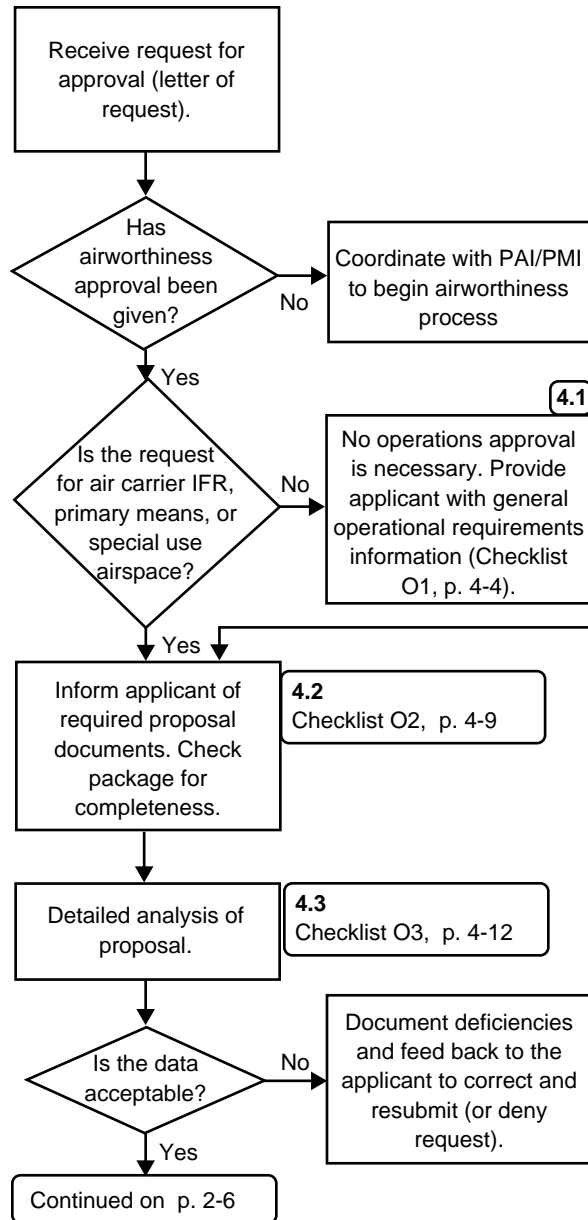 Receive request for
approval (letter of
request).
Has
airworthiness
approval been
given?
No
Coordinate with PAI/PMI
to begin airworthiness
process
Yes
4.1
Is the request
for air carrier IFR,
primary means, or
special use
airspace?
No
No operations approval
is necessary. Provide
applicant with general
operational requirements
information (Checklist
O1, p. 4-4).
Yes
Inform applicant of
required proposal
documents. Check
package for
completeness.
4.2
Checklist O2, p. 4-9
Detailed analysis of
proposal.
4.3
Checklist O3, p. 4-12
Is the data
acceptable?
No
Document deficiencies
and feed back to the
applicant to correct and
resubmit (or deny
request).
Yes
Continued on p. 2-6